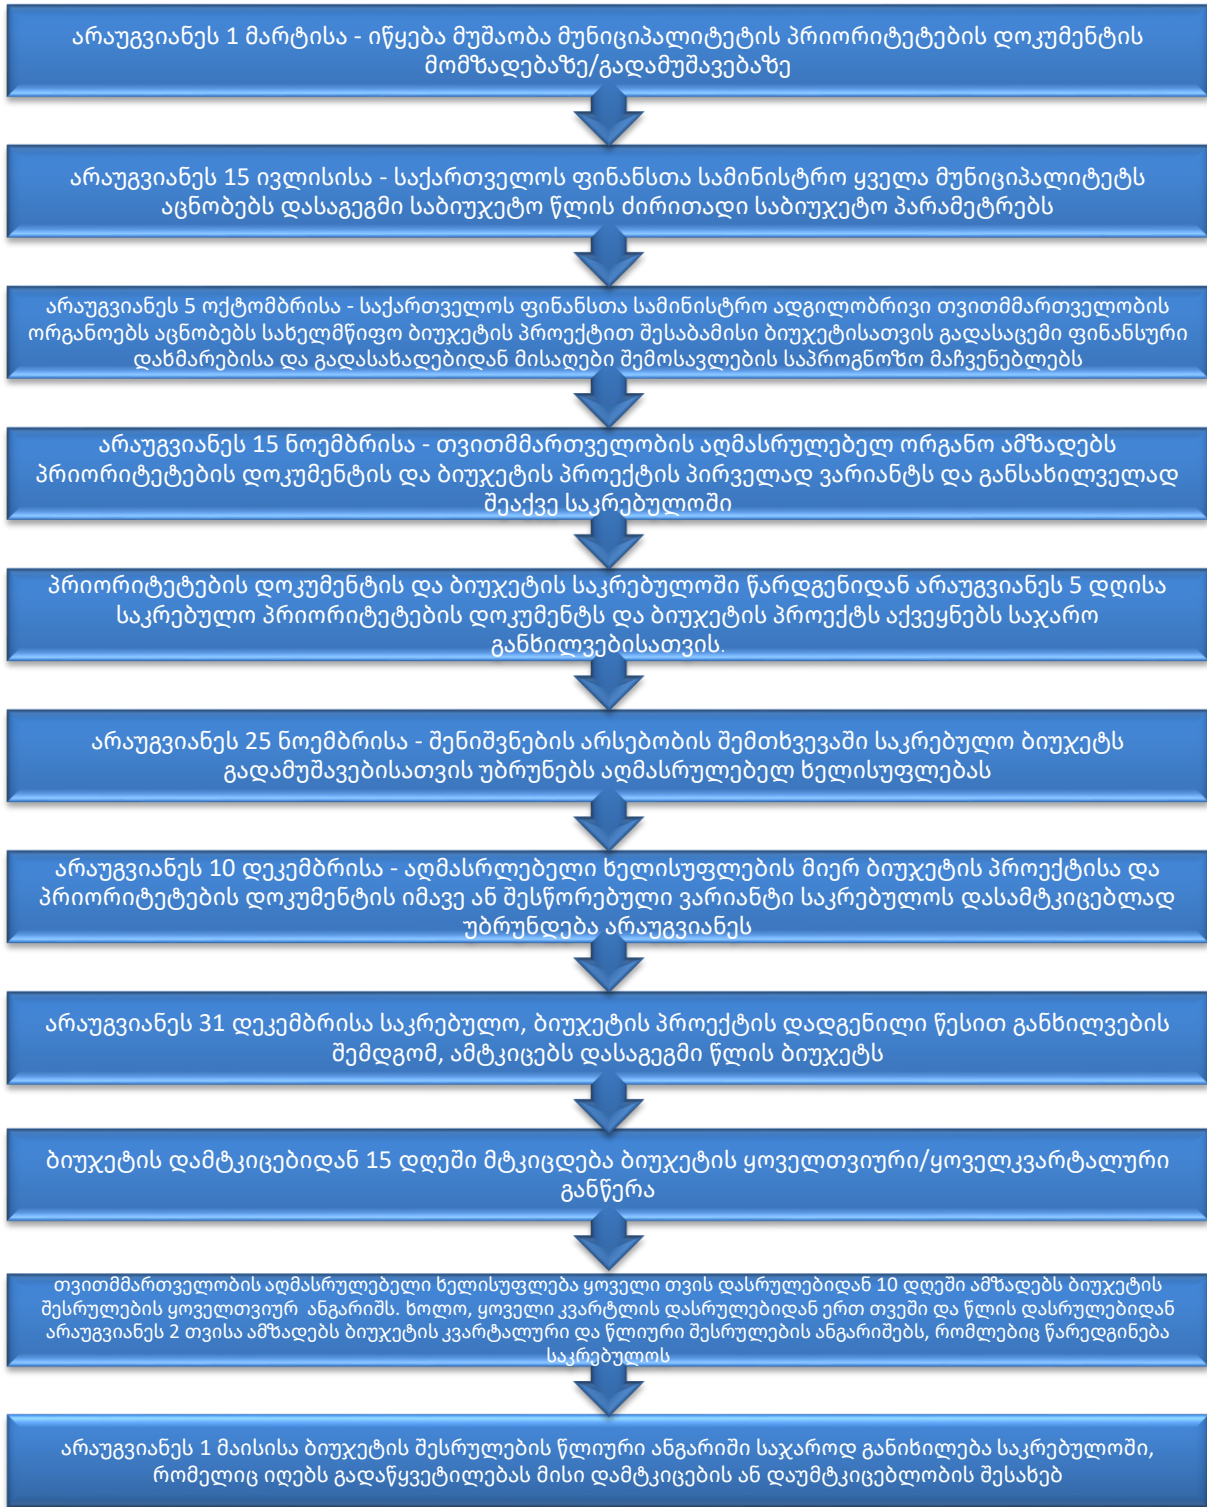 არაუგვიანეს 1 მარტისა - იწყება მუშაობა მუნიციპალიტეტის პრიორიტეტების დოკუმენტის
მომზადებაზე/გადამუშავებაზე
არაუგვიანეს 15 ივლისისა - საქართველოს ფინანსთა სამინისტრო ყველა მუნიციპალიტეტს
აცნობებს დასაგეგმი საბიუჯეტო წლის ძირითადი საბიუჯეტო პარამეტრებს
არაუგვიანეს 5 ოქტომბრისა - საქართველოს ფინანსთა სამინისტრო ადგილობრივი თვითმმართველობის
ორგანოებს აცნობებს სახელმწიფო ბიუჯეტის პროექტით შესაბამისი ბიუჯეტისათვის გადასაცემი ფინანსური
დახმარებისა და გადასახადებიდან მისაღები შემოსავლების საპროგნოზო მაჩვენებლებს
არაუგვიანეს 15 ნოემბრისა - თვითმმართველობის აღმასრულებელ ორგანო ამზადებს
პრიორიტეტების დოკუმენტის და ბიუჯეტის პროექტის პირველად ვარიანტს და განსახილველად
შეაქვე საკრებულოში
პრიორიტეტების დოკუმენტის და ბიუჯეტის საკრებულოში წარდგენიდან არაუგვიანეს 5 დღისა
საკრებულო პრიორიტეტების დოკუმენტს და ბიუჯეტის პროექტს აქვეყნებს საჯარო
განხილვებისათვის.
არაუგვიანეს 25 ნოემბრისა - შენიშვნების არსებობის შემთხვევაში საკრებულო ბიუჯეტს
გადამუშავებისათვის უბრუნებს აღმასრულებელ ხელისუფლებას
არაუგვიანეს 10 დეკემბრისა - აღმასრლებელი ხელისუფლების მიერ ბიუჯეტის პროექტისა და
პრიორიტეტების დოკუმენტის იმავე ან შესწორებული ვარიანტი საკრებულოს დასამტკიცებლად
უბრუნდება არაუგვიანეს
არაუგვიანეს 31 დეკემბრისა საკრებულო, ბიუჯეტის პროექტის დადგენილი წესით განხილვების
შემდგომ, ამტკიცებს დასაგეგმი წლის ბიუჯეტს
ბიუჯეტის დამტკიცებიდან 15 დღეში მტკიცდება ბიუჯეტის ყოველთვიური/ყოველკვარტალური
განწერა
თვითმმართველობის აღმასრულებელი ხელისუფლება ყოველი თვის დასრულებიდან 10 დღეში ამზადებს ბიუჯეტის
შესრულების ყოველთვიურ ანგარიშს. ხოლო, ყოველი კვარტლის დასრულებიდან ერთ თვეში და წლის დასრულებიდან
არაუგვიანეს 2 თვისა ამზადებს ბიუჯეტის კვარტალური და წლიური შესრულების ანგარიშებს, რომლებიც წარედგინება
საკრებულოს
არაუგვიანეს 1 მაისისა ბიუჯეტის შესრულების წლიური ანგარიში საჯაროდ განიხილება საკრებულოში,
რომელიც იღებს გადაწყვეტილებას მისი დამტკიცების ან დაუმტკიცებლობის შესახებ